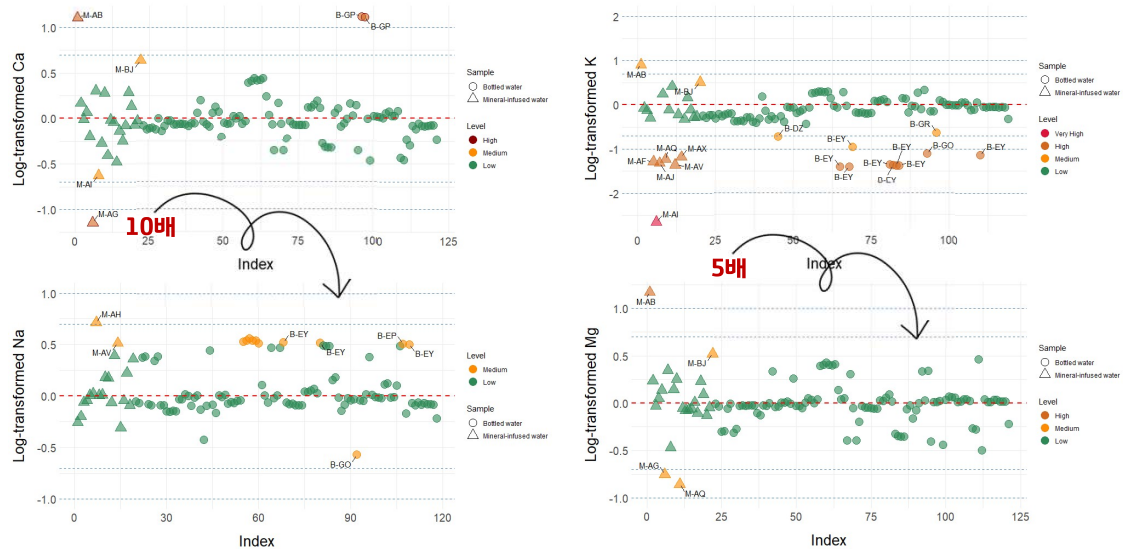 Log-transformed Ca
1.0
0.5
0.0
-0.5
-1.0
M-AB
B-GP
B-GP
M-BJ
M-AI
M-AG
0
25
50
75
100
125
Index
Sample
Bottled water
Mineral-infused water
Level
High
Medium
Low
10배
Log-transformed K
2
1
0
-1
-2
M-AB
M-BJ
B-DZ
B-EY
B-GR
M-AQ
M-AX
M-AF
M-AV
M-AJ
B-EY
B-EY
B-EY
B-EY
B-GO
B-EY
M-AI
0
25
50
75
100
Index
Sample
Bottled water
Mineral-infused water
Level
Very High
High
Medium
Low
5배
Log-transformed Na
1.0
0.5
0.0
-0.5
-1.0
M-AH
M-AV
B-EY
B-EY
B-EP
B-EY
B-GO
0
30
60
90
120
Index
Level
Medium
Low
Sample
Bottled water
Mineral-infused water
Log-transformed Mg
1.0
0.5
0.0
-0.5
-1.0
M-AB
M-BJ
M-AG
M-AQ
0
25
50
75
100
125
Index
Sample
Bottled water
Mineral-infused water
Level
High
Medium
Low